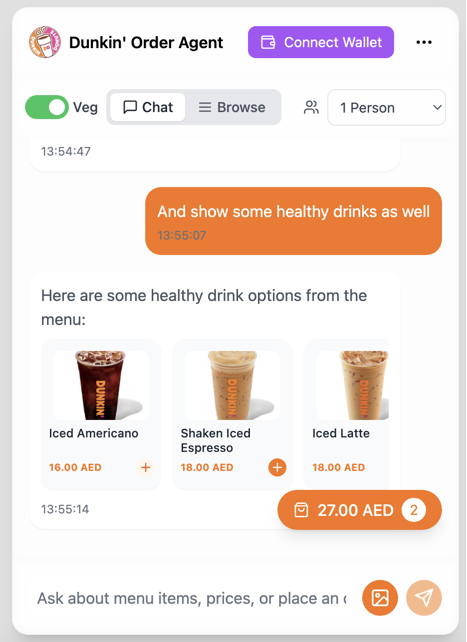 Dunkin' Order Agent
Connect Wallet
Veg
Chat
Browse
1 Person
13:54:47
And show some healthy drinks as well
13:55:07
Here are some healthy drink options from the
menu:
DUNKIN'
DUNKIN'
DUNKIN'
Iced Americano
Shaken Iced
Espresso
Iced Latte
16.00 AED
+
18.00 AED
+
18.00 AED
13:55:14
27.00 AED
2
Ask about menu items, prices, or place an o